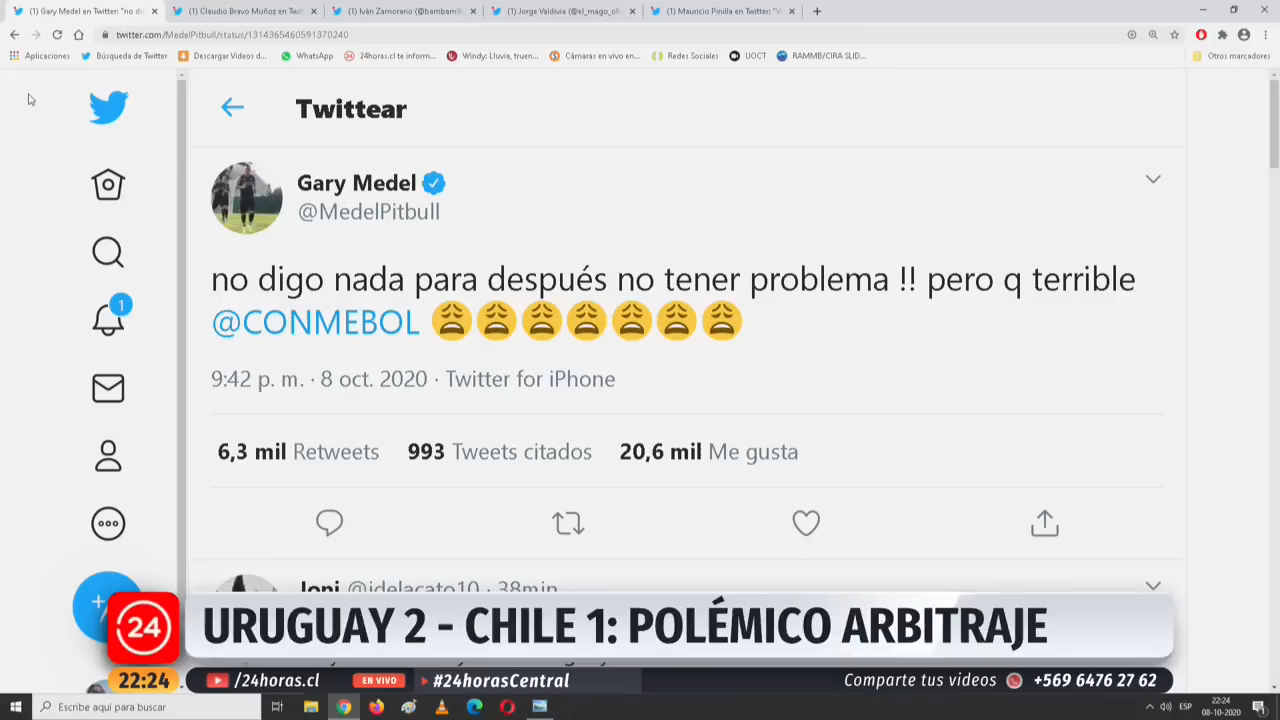 (1) Gary Medel en Twitter: "no di
(1) Claudio Bravo Muñoz en Twitt
(1) Iván Zamorano (@bambamI
(1) Jorge Valdivia (@el_mago_of
(1) Mauricio Pinilla en Twitter: "V
twitter.com/MedelPitbull/status/1314365460591370240
Aplicaciones Búsqueda de Twitter Descargar Videos d... WhatsApp 24horas.cl te inform... Windy: Lluvia, truen... Cámaras en vivo en... Redes Sociales UOCT RAMMB/CIRA SLID... Otros marcadores
Twittear
Gary Medel
@MedelPitbull
no digo nada para después no tener problema !! pero q terrible
@CONMEBOL 😩😩😩😩😩😩😩
9:42 p. m. · 8 oct. 2020 · Twitter for iPhone
6,3 mil Retweets 993 Tweets citados 20,6 mil Me gusta
1
Joni @idelacato10 · 38min
24
URUGUAY 2 - CHILE 1: POLÉMICO ARBITRAJE
22:24 /24horas.cl EN VIVO #24horasCentral Comparte tus videos +569 6476 27 62
Escribe aquí para buscar
ESP
22:24
08-10-2020
1